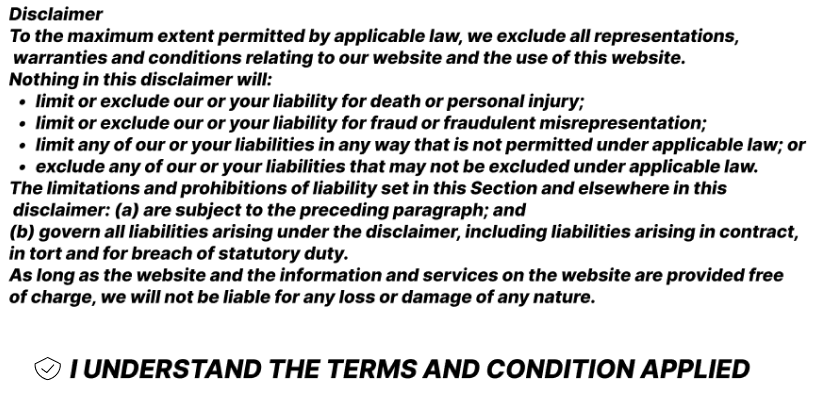 Disclaimer
To the maximum extent permitted by applicable law, we exclude all representations,
warranties and conditions relating to our website and the use of this website.
Nothing in this disclaimer will:
• limit or exclude our or your liability for death or personal injury;
• limit or exclude our or your liability for fraud or fraudulent misrepresentation;
• limit any of our or your liabilities in any way that is not permitted under applicable law; or
• exclude any of our or your liabilities that may not be excluded under applicable law.
The limitations and prohibitions of liability set in this Section and elsewhere in this
disclaimer: (a) are subject to the preceding paragraph; and
(b) govern all liabilities arising under the disclaimer, including liabilities arising in contract,
in tort and for breach of statutory duty.
As long as the website and the information and services on the website are provided free
of charge, we will not be liable for any loss or damage of any nature.
I UNDERSTAND THE TERMS AND CONDITION APPLIED